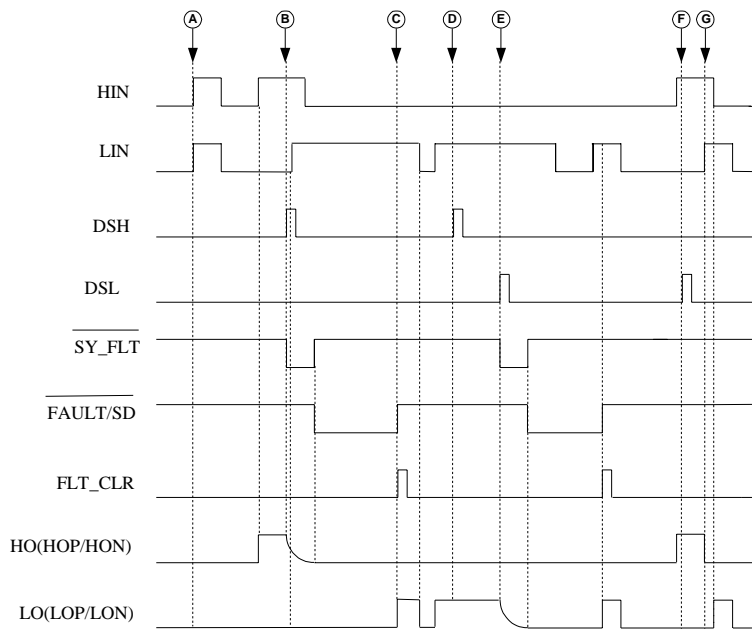 A B C D E F G
HIN
LIN
DSH
DSL
SY_FLT
FAULT/SD
FLT_CLR
HO(HOP/HON)
LO(LOP/LON)